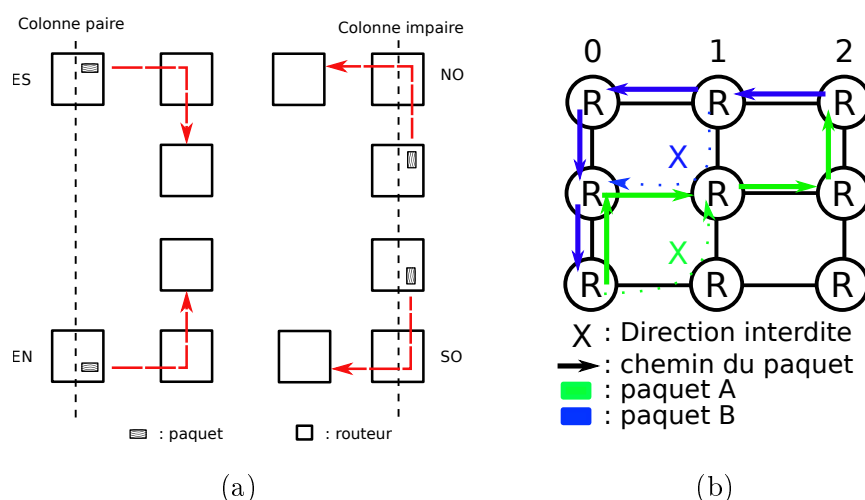 Colonne paire
Colonne impaire
ES
NO
EN
SO
: paquet
: routeur
(a)
0 1 2
R R R
X
R R R
X
R R R
X : Direction interdite
: chemin du paquet
: paquet A
: paquet B
(b)